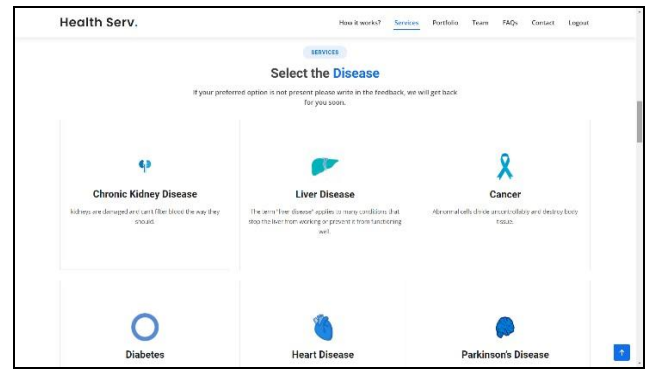 Health Serv.
How it works? Services Portfolio Team FAQs Contact Logout
SERVICES
Select the Disease
If your preferred option is not present please write in the feedback, we will get back
for you soon.
Chronic Kidney Disease
kidneys are damaged and can't filter blood the way they
should.
Liver Disease
The term "liver disease" applies to many conditions that
stop the liver from working or prevent it from functioning
well.
Cancer
Abnormal cells divide uncontrollably and destroy body
tissue.
Diabetes
Heart Disease
Parkinson's Disease